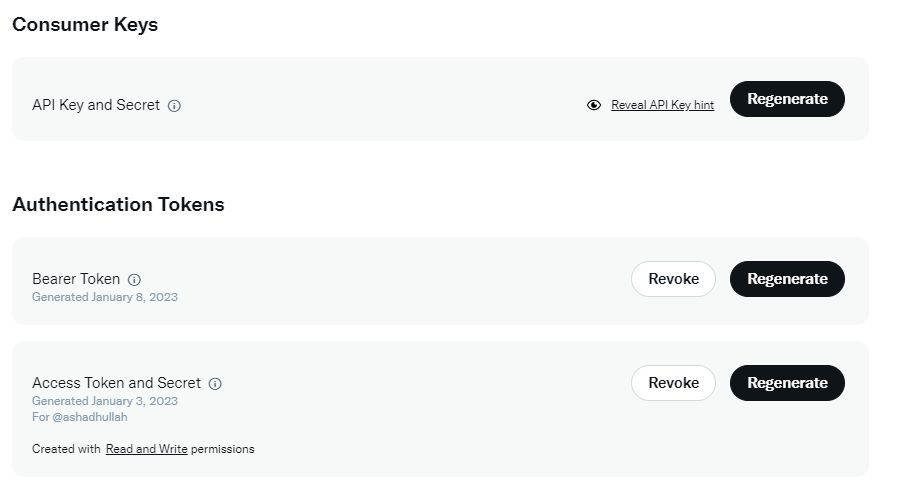 Consumer Keys
API Key and Secret
Reveal API Key hint
Regenerate
Authentication Tokens
Bearer Token
Generated January 8, 2023
Revoke
Regenerate
Access Token and Secret
Generated January 3, 2023
For @ashadhullah
Revoke
Regenerate
Created with Read and Write permissions